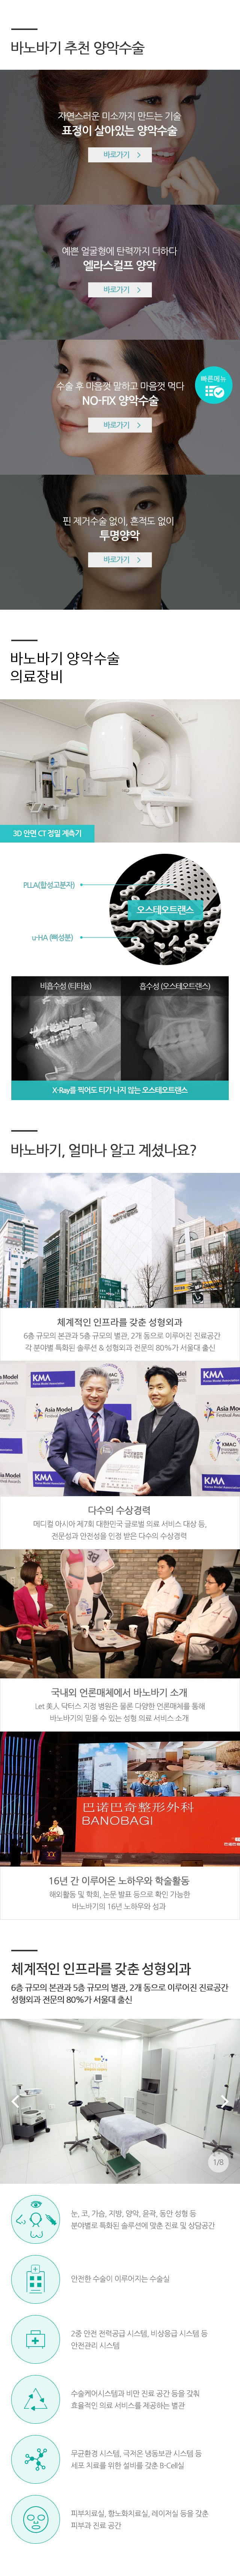 바노바기 추천 양악수술
자연스러운 미소까지 만드는 기술
표정이 살아있는 양악수술
바로가기 >
예쁜 얼굴형에 탄력까지 더하다
엘라스컬프 양악
바로가기 >
빠른메뉴
수술 후 마음껏 말하고 마음껏 먹다
NO-FIX 양악수술
바로가기 >
핀 제거수술 없이, 흔적도 없이
투명양악
바로가기 >
바노바기 양악수술
의료장비
3D 안면 CT 정밀 계측기
PLLA(합성고분자)
오스테오트랜스
u-HA (뼈성분)
비흡수성 (티타늄)
흡수성 (오스테오트랜스)
X-Ray를 찍어도 티가 나지 않는 오스테오트랜스
바노바기, 얼마나 알고 계셨나요?
체계적인 인프라를 갖춘 성형외과
6층 규모의 본관과 5층 규모의 별관, 2개 동으로 이루어진 진료공간
각 분야별 특화된 솔루션 & 성형외과 전문의 80%가 서울대 출신
KMA
Asia Model
XMAC
KMA
KMA
다수의 수상경력
메디컬 아시아 제7회 대한민국 글로벌 의료 서비스 대상 등,
전문성과 안전성을 인정 받은 다수의 수상경력
국내외 언론매체에서 바노바기 소개
Let 美人 닥터스 지정 병원은 물론 다양한 언론매체를 통해
바노바기의 믿을 수 있는 성형 의료 서비스 소개
巴诺巴奇整形外科
BANOBAGI
16년 간 이루어온 노하우와 학술활동
해외활동 및 학회, 논문 발표 등으로 확인 가능한
바노바기의 16년 노하우와 성과
체계적인 인프라를 갖춘 성형외과
6층 규모의 본관과 5층 규모의 별관, 2개 동으로 이루어진 진료공간
성형외과 전문의 80%가 서울대 출신
1/8
눈, 코, 가슴, 지방, 양악, 윤곽, 동안 성형 등
분야별로 특화된 솔루션에 맞춘 진료 및 상담공간
안전한 수술이 이루어지는 수술실
2중 안전 전력공급 시스템, 비상응급 시스템 등
안전관리 시스템
수술케어시스템과 비만 진료 공간 등을 갖춰
효율적인 의료 서비스를 제공하는 별관
무균환경 시스템, 극저온 냉동보관 시스템 등
세포 치료를 위한 설비를 갖춘 B-Cell실
피부치료실, 항노화치료실, 레이저실 등을 갖춘
피부과 진료 공간